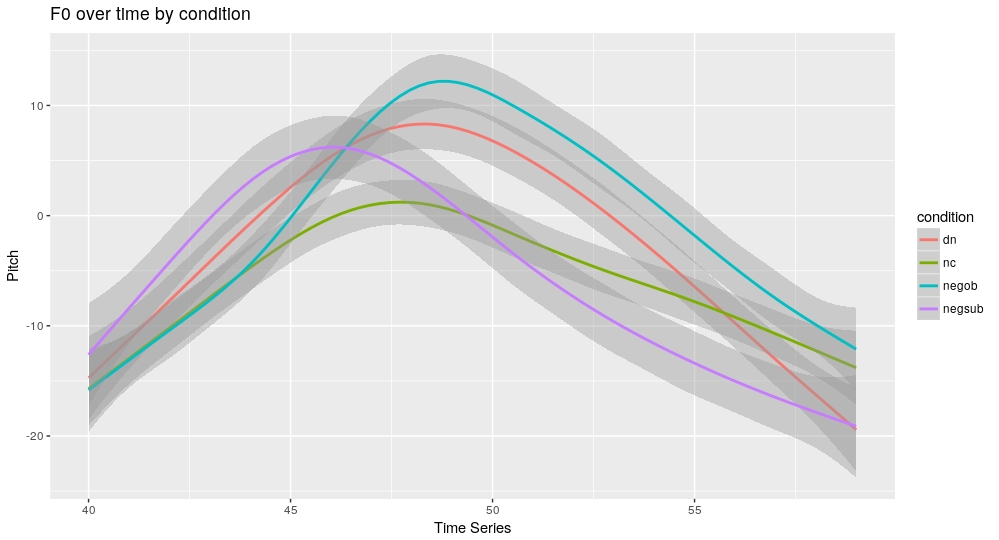 F0 over time by condition
Pitch
10
0
-10
-20
40
45
50
55
Time Series
condition
dn
nc
negob
negsub